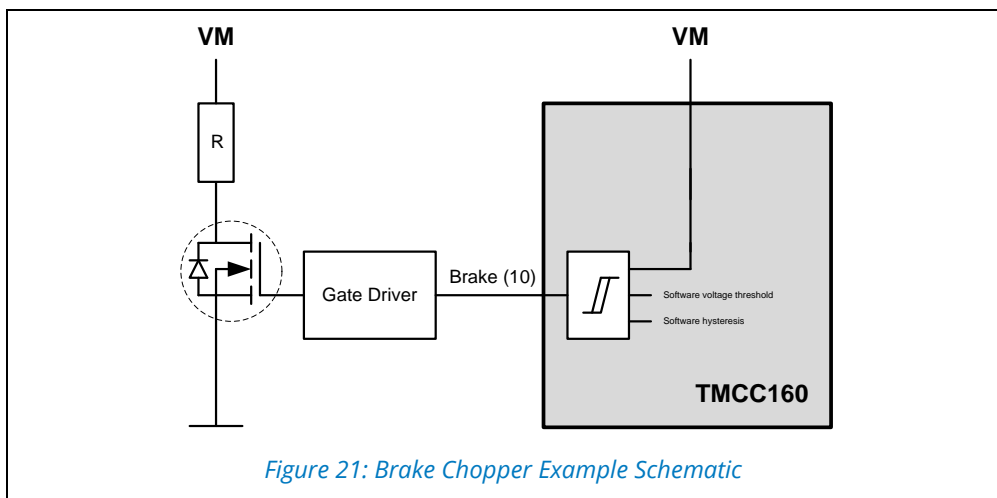 VM
VM
R
Gate Driver
Brake (10)
Software voltage threshold
Software hysteresis
TMCC160
Figure 21: Brake Chopper Example Schematic